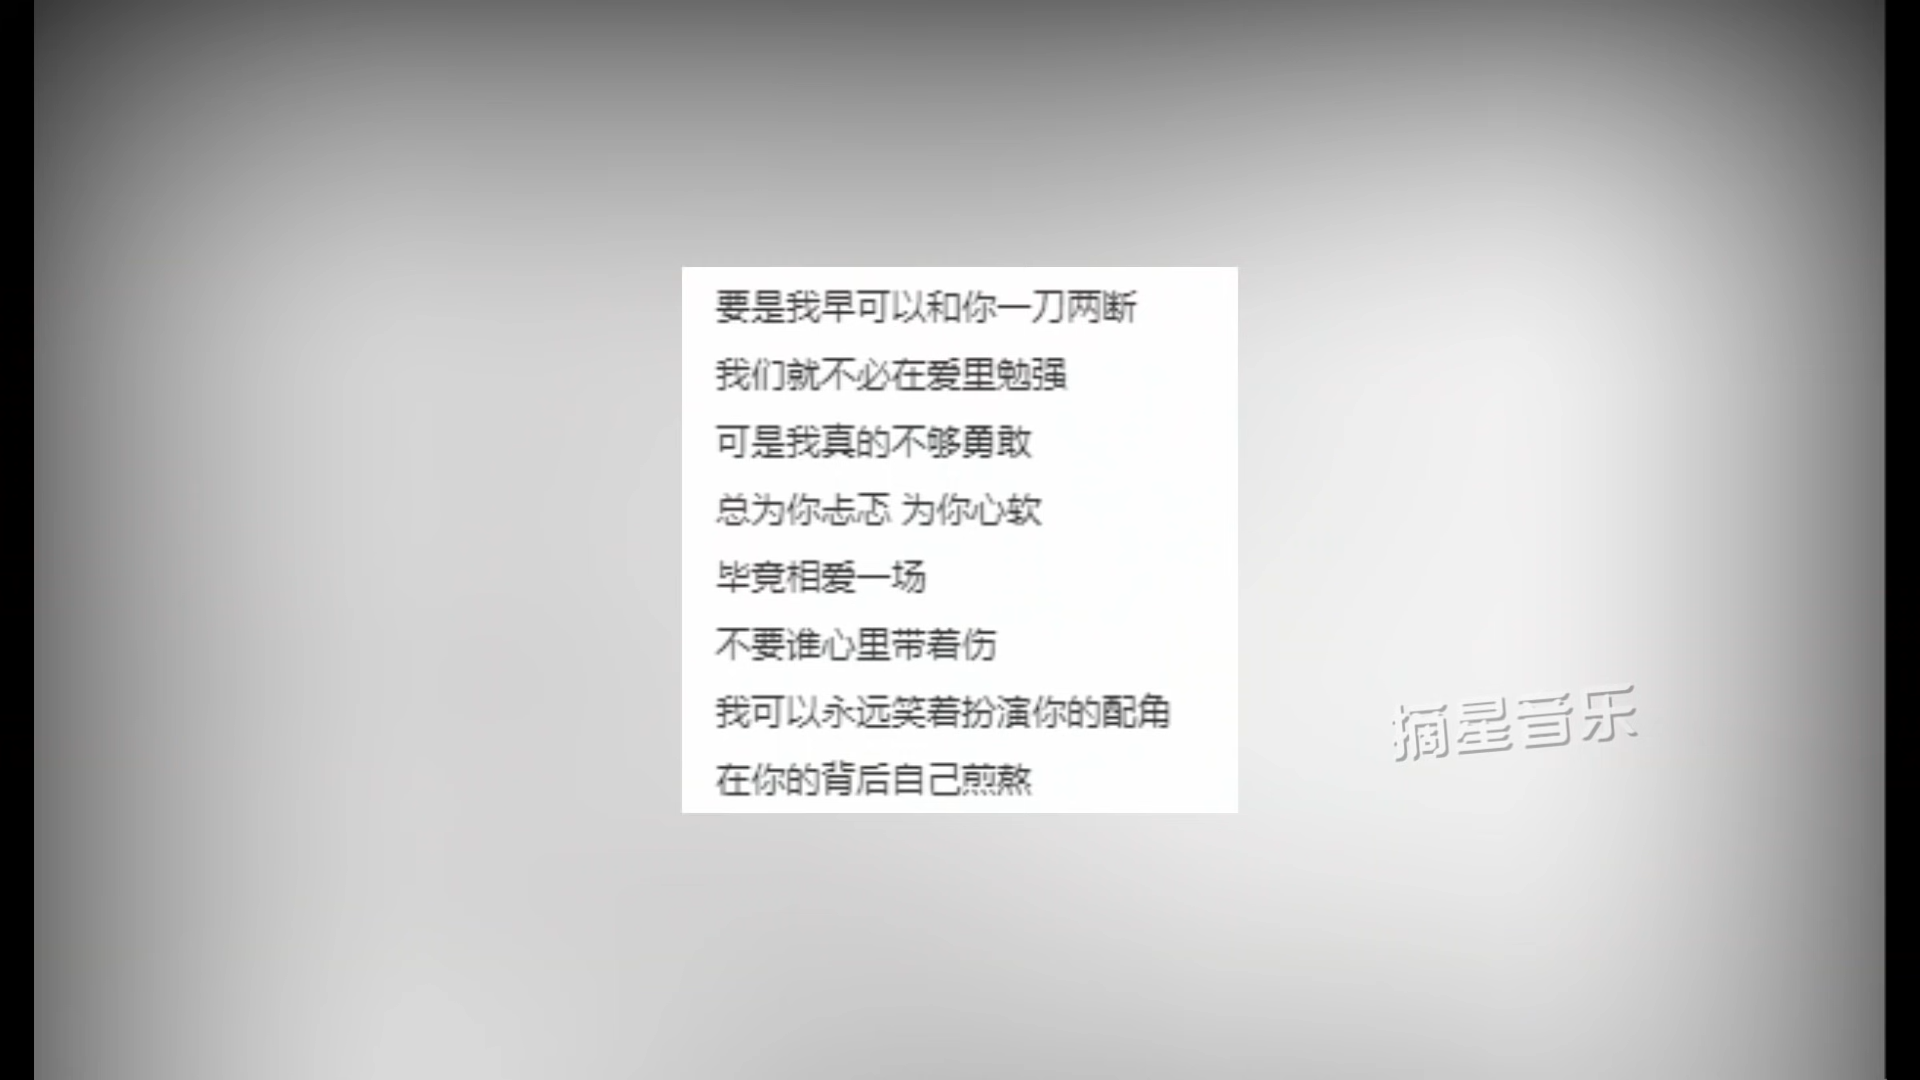 要是我早可以和你一刀两断
我们就不必在爱里勉强
可是我真的不够勇敢
总为你忐忑 为你心软
毕竟相爱一场
不要谁心里带着伤
我可以永远笑着扮演你的配角
在你的背后自己煎熬
摘星音乐